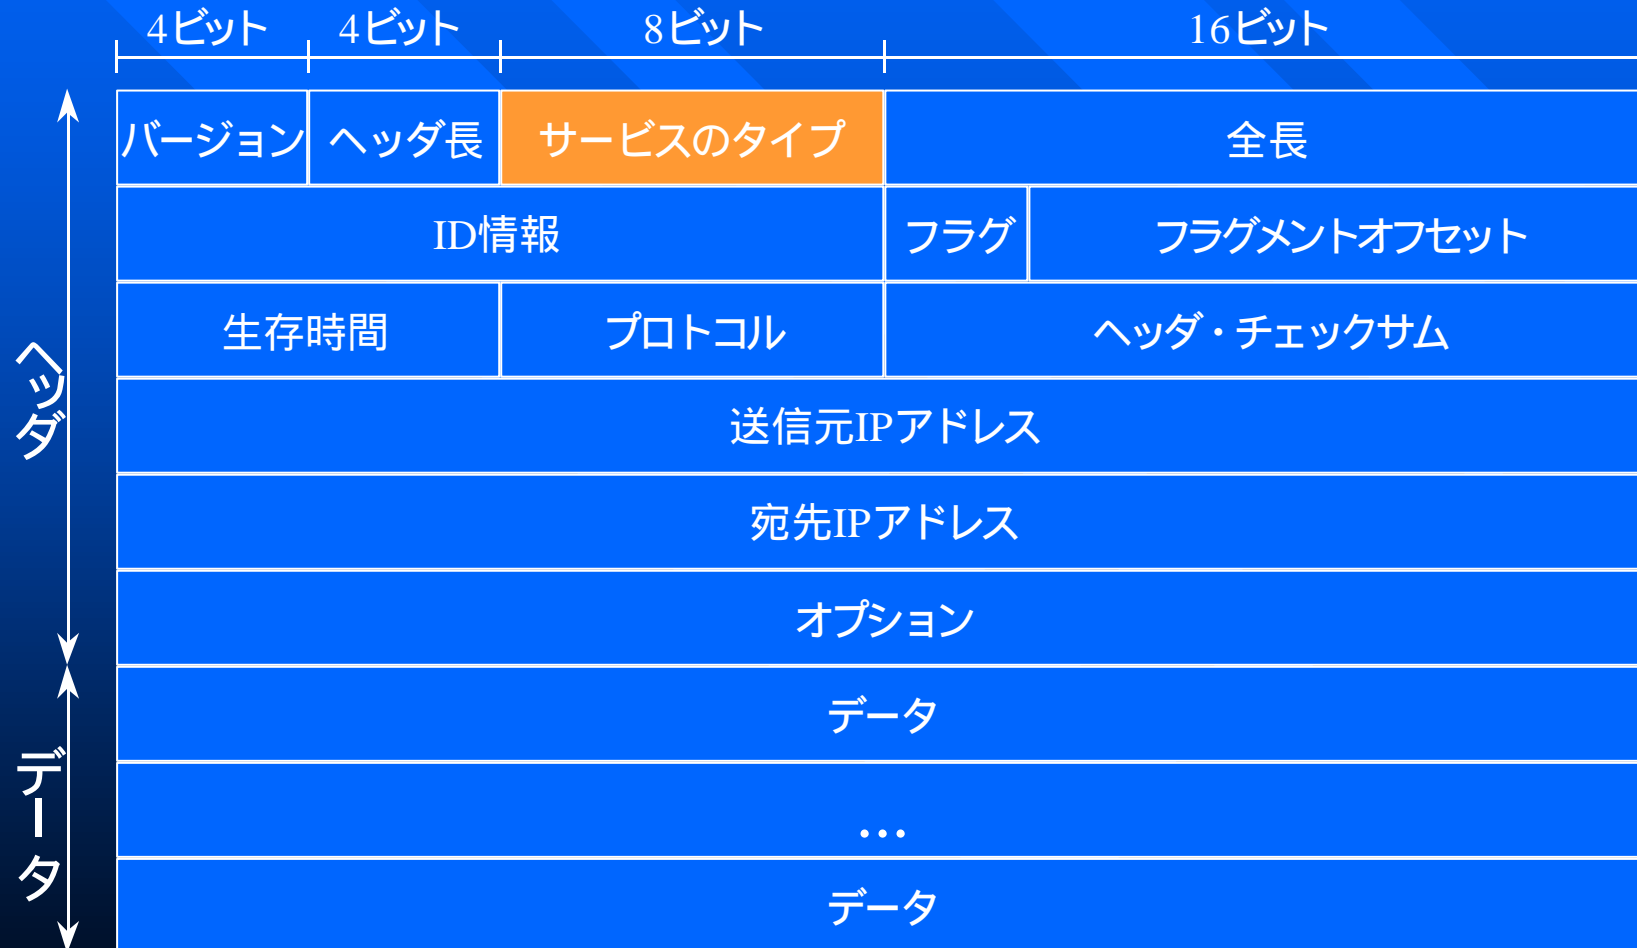 4ビット 4ビット 8ビット 16ビット
バージョン ヘッダ長 サービスのタイプ 全長
ID情報 フラグ フラグメントオフセット
生存時間 プロトコル ヘッダ・チェックサム
ヘッダ
送信元IPアドレス
宛先IPアドレス
オプション
データ
データ
…
データ